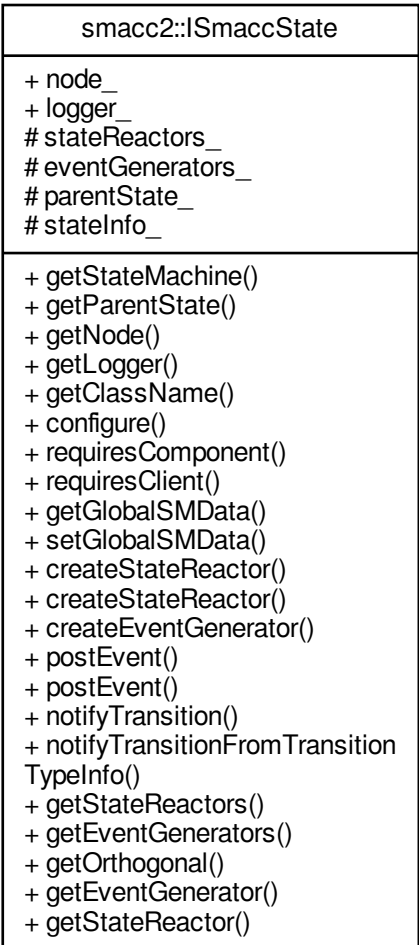 smacc2::ISmaccState
+ node_
+ logger_
# stateReactors_
# eventGenerators_
# parentState_
# stateInfo_
+ getStateMachine()
+ getParentState()
+ getNode()
+ getLogger()
+ getClassName()
+ configure()
+ requiresComponent()
+ requiresClient()
+ getGlobalSMData()
+ setGlobalSMData()
+ createStateReactor()
+ createStateReactor()
+ createEventGenerator()
+ postEvent()
+ postEvent()
+ notifyTransition()
+ notifyTransitionFromTransition
TypeInfo()
+ getStateReactors()
+ getEventGenerators()
+ getOrthogonal()
+ getEventGenerator()
+ getStateReactor()